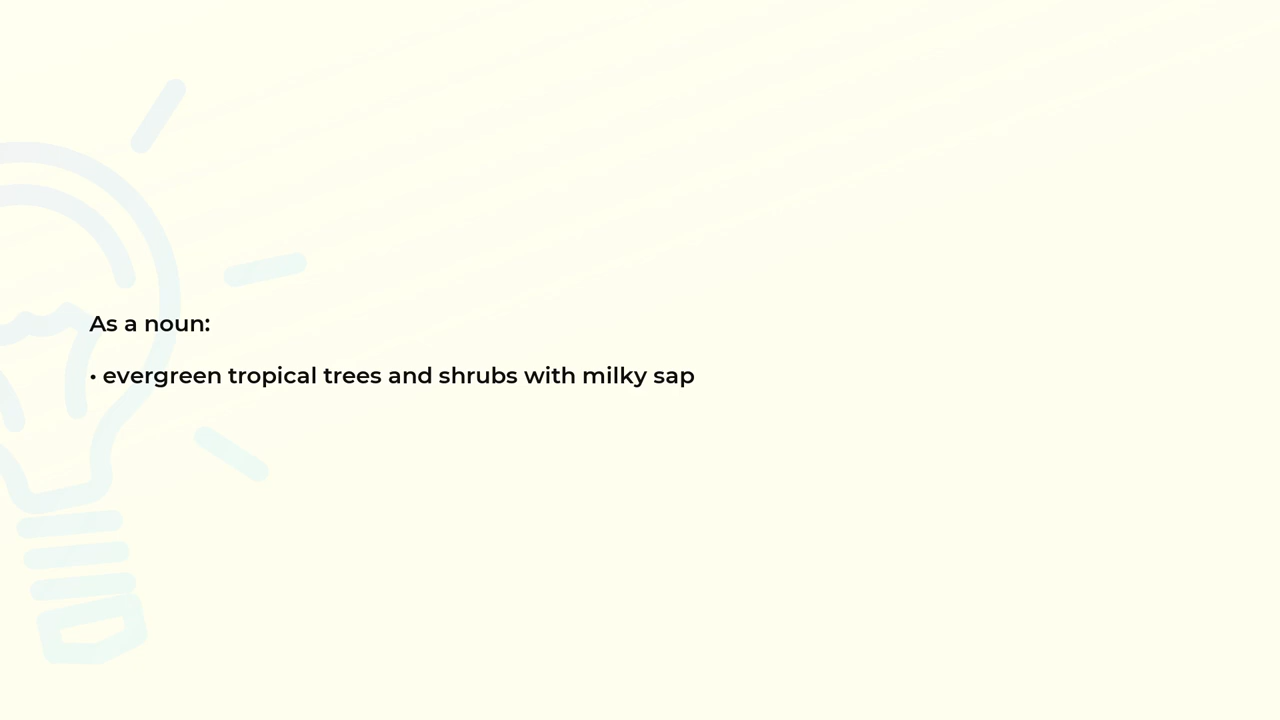 As a noun:
• evergreen tropical trees and shrubs with milky sap